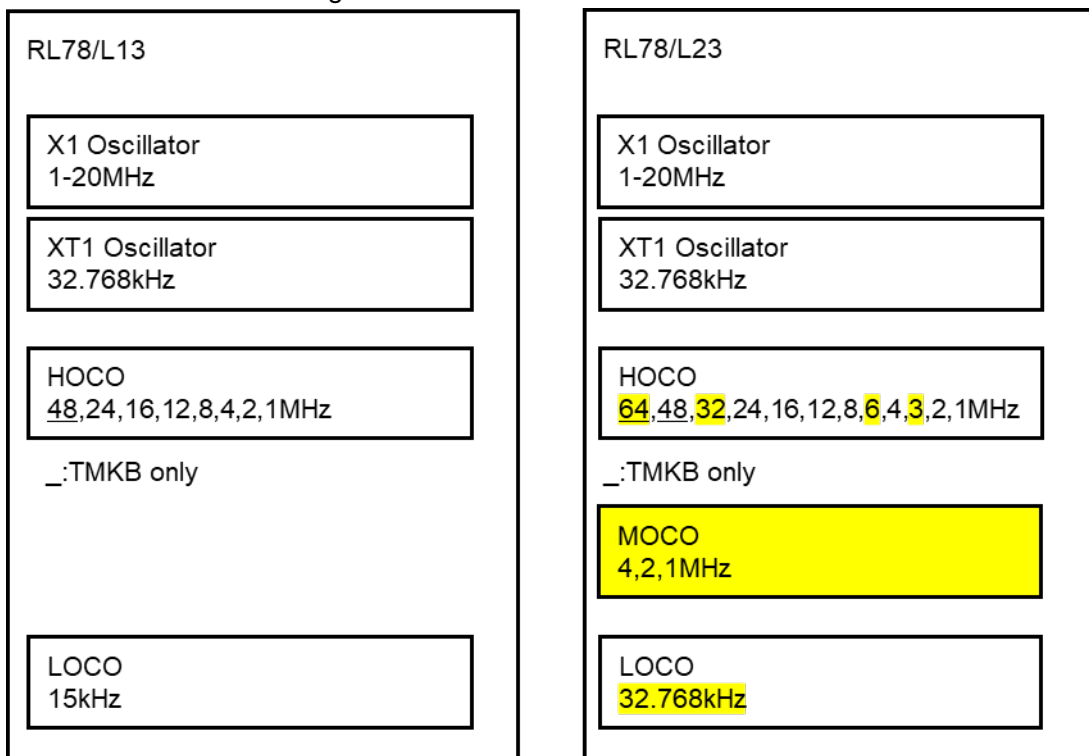 RL78/L13
X1 Oscillator
1-20MHz
XT1 Oscillator
32.768kHz
HOCO
48,24,16,12,8,4,2,1MHz
_:TMKB only
LOCO
15kHz
RL78/L23
X1 Oscillator
1-20MHz
XT1 Oscillator
32.768kHz
HOCO
64,48,32,24,16,12,8,6,4,3,2,1MHz
_:TMKB only
MOCO
4,2,1MHz
LOCO
32.768kHz